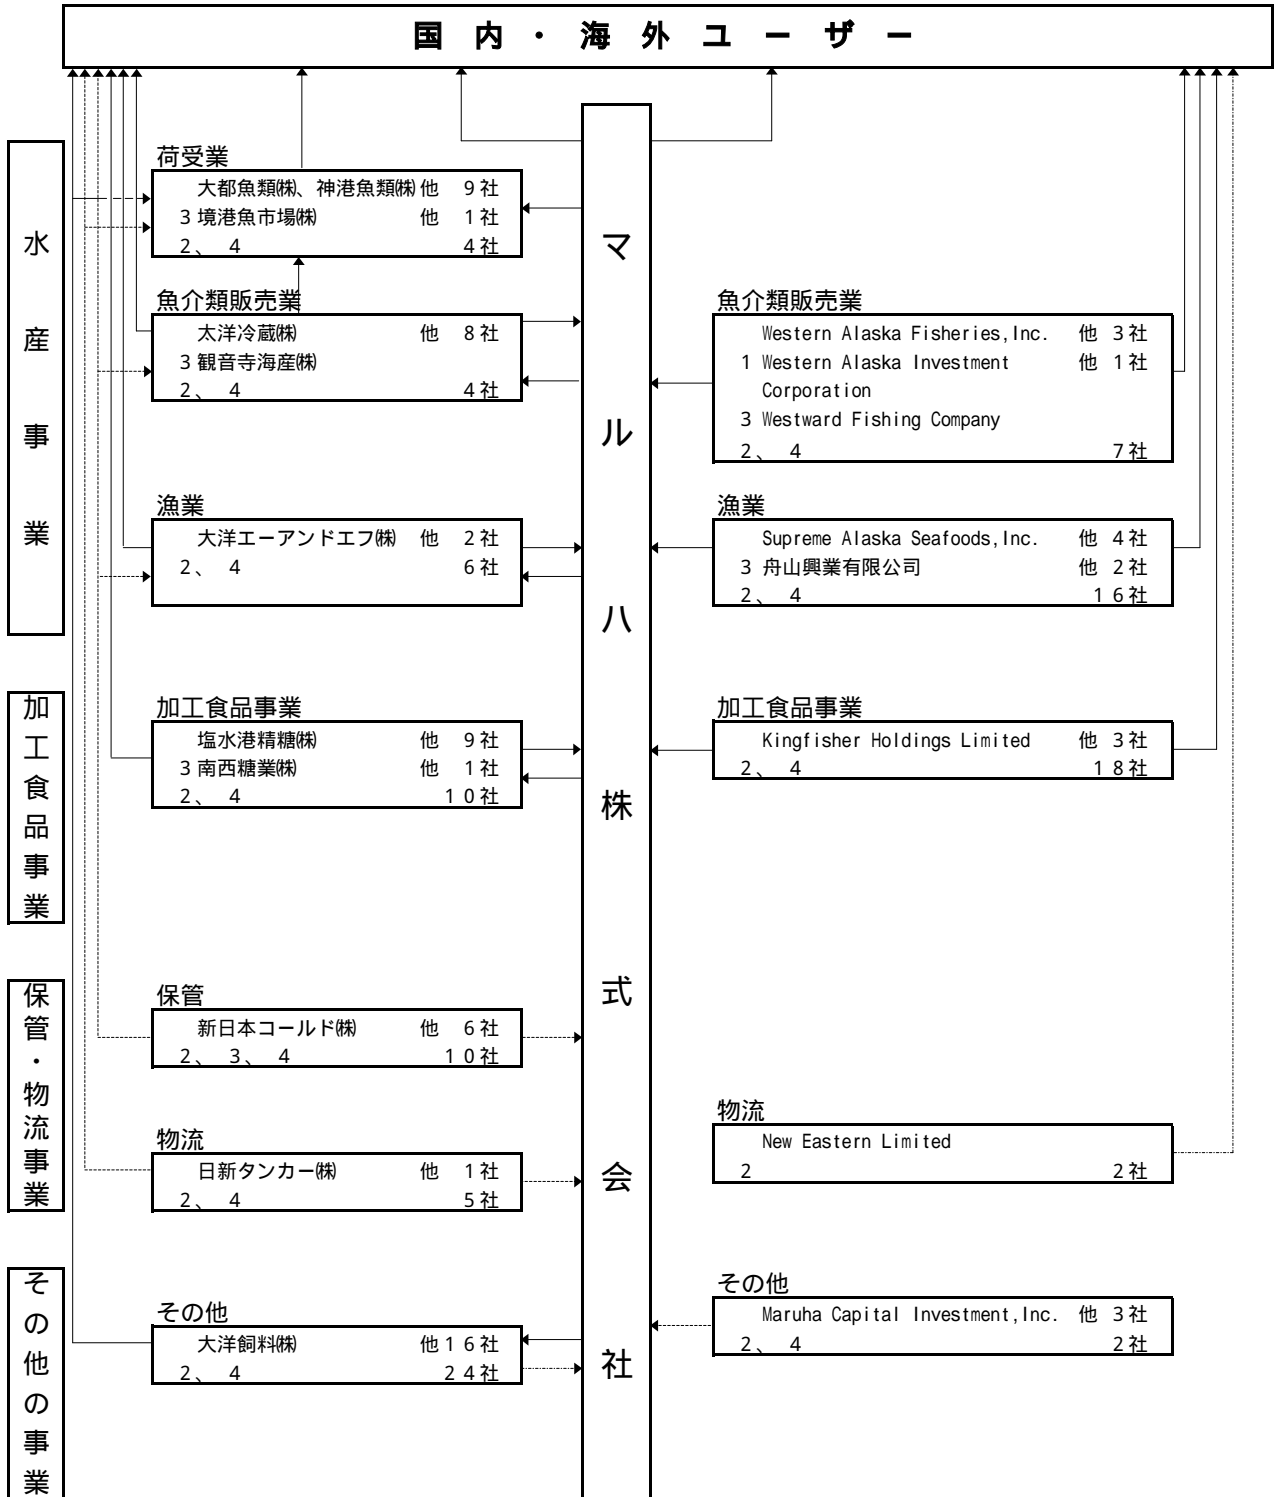 国内・海外ユーザー
水産事業
荷受業
大都魚類㈱、神港魚類㈱ 他 9社
3 境港魚市場㈱ 他 1社
2、 4 4社
魚介類販売業
太洋冷蔵㈱ 他 8社
3 観音寺海産㈱
2、 4 4社
漁業
大洋エーアンドエフ㈱ 他 2社
2、 4 6社
加工食品事業
加工食品事業
塩水港精糖㈱ 他 9社
3 南西糖業㈱ 他 1社
2、 4 10社
保管・物流事業
保管
新日本コールド㈱ 他 6社
2、 3、 4 10社
物流
日新タンカー㈱ 他 1社
2、 4 5社
その他の事業
その他
大洋飼料㈱ 他16社
2、 4 24社
マルハ株式会社
魚介類販売業
Western Alaska Fisheries,Inc. 他 3社
1 Western Alaska Investment 他 1社
Corporation
3 Westward Fishing Company
2、 4 7社
漁業
Supreme Alaska Seafoods,Inc. 他 4社
3 舟山興業有限公司 他 2社
2、 4 16社
加工食品事業
Kingfisher Holdings Limited 他 3社
2、 4 18社
物流
New Eastern Limited
2 2社
その他
Maruha Capital Investment,Inc. 他 3社
2、 4 2社